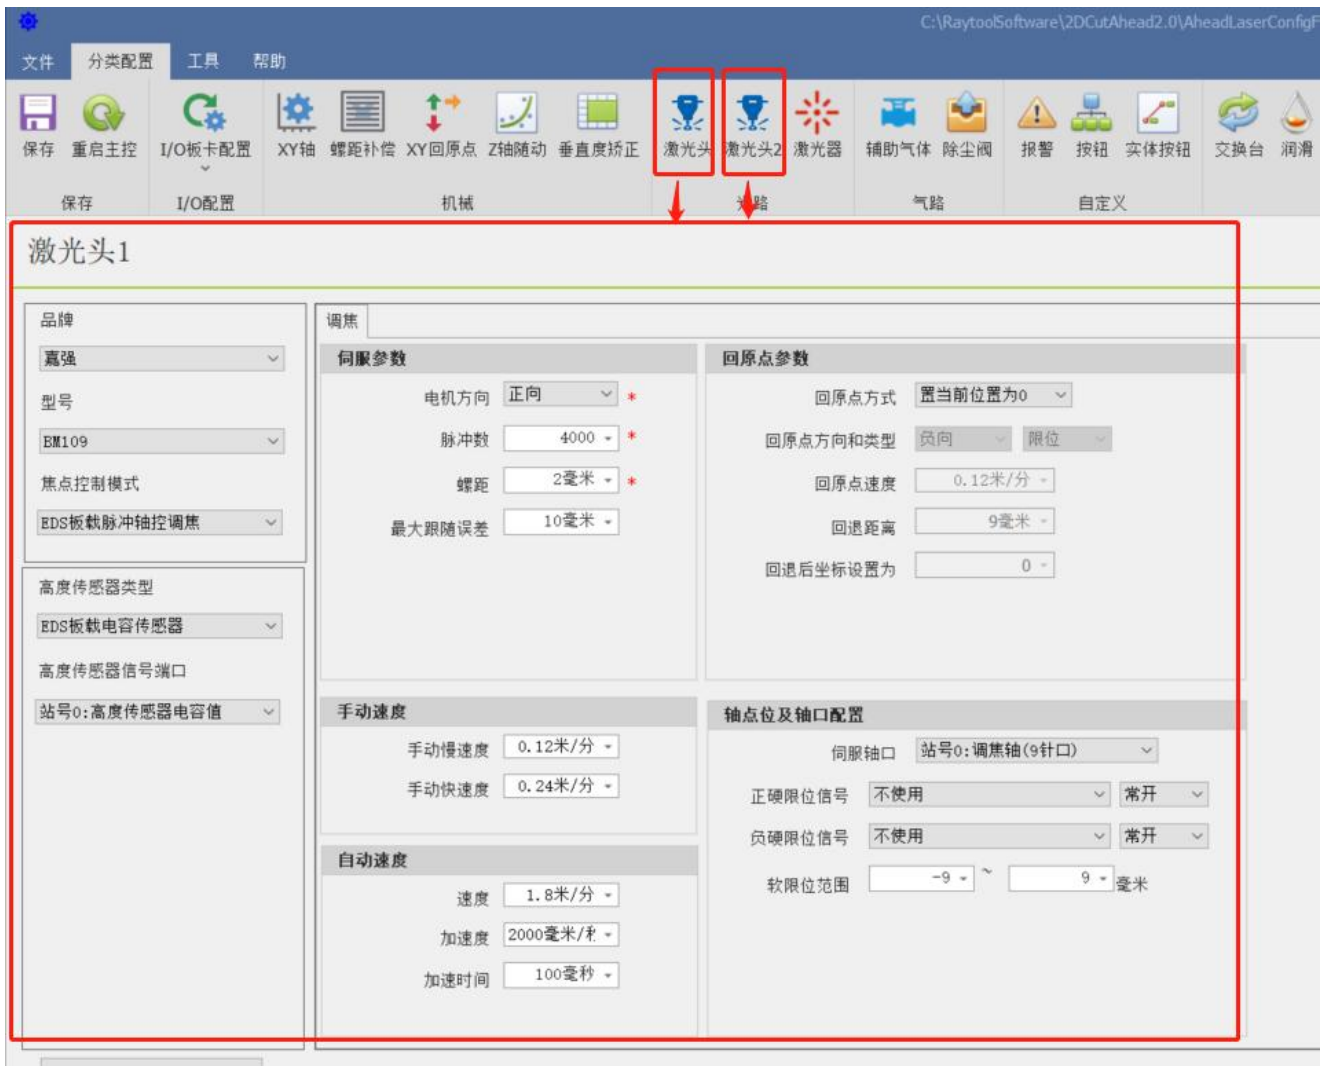 C:\RaytoolSoftware\2DCutAhead2.0\AheadLaserConfigF
文件 分类配置 工具 帮助
保存 重启主控 I/O板卡配置 XY轴 螺距补偿 XY回原点 Z轴随动 垂直度矫正 激光头 激光头2 激光器 辅助气体 除尘阀 报警 按钮 实体按钮 交换台 润滑
保存 I/O配置 机械 光路 气路 自定义
激光头1
品牌
嘉强
型号
BM109
焦点控制模式
EDS板载脉冲轴控调焦
高度传感器类型
EDS板载电容传感器
高度传感器信号端口
站号0:高度传感器电容值
调焦
伺服参数
电机方向 正向 *
脉冲数 4000 *
螺距 2毫米 *
最大跟随误差 10毫米
回原点参数
回原点方式 置当前位置为0
回原点方向和类型 负向 限位
回原点速度 0.12米/分
回退距离 9毫米
回退后坐标设置为 0
手动速度
手动慢速度 0.12米/分
手动快速度 0.24米/分
自动速度
速度 1.8米/分
加速度 2000毫米/
加速时间 100毫秒
轴点位及轴口配置
伺服轴口 站号0:调焦轴(9针口)
正硬限位信号 不使用 常开
负硬限位信号 不使用 常开
软限位范围 -9 ~ 9 毫米